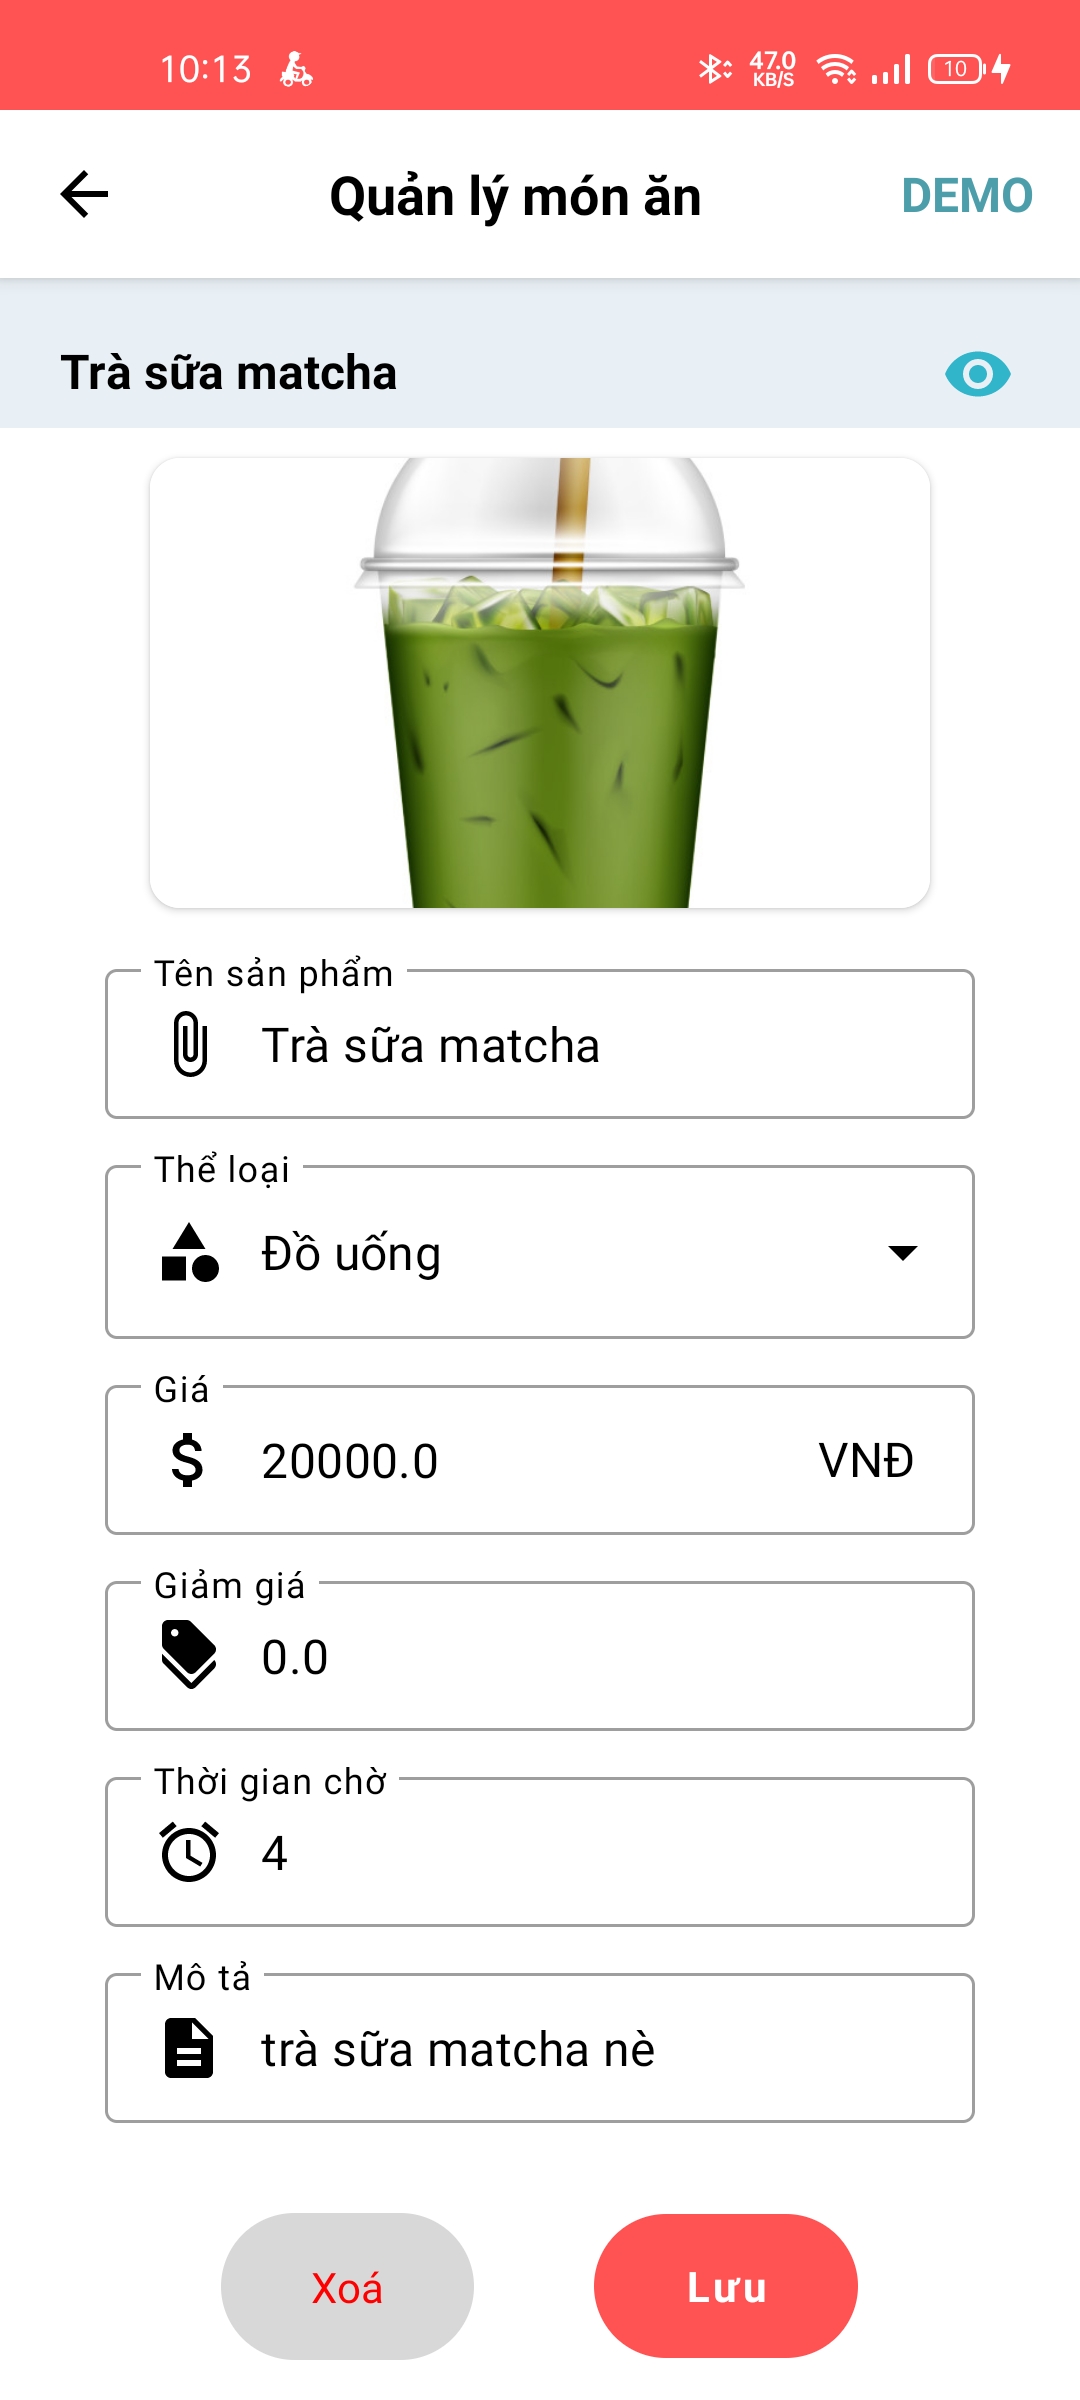 10:13
47.0
KB/S
10
Quản lý món ăn
DEMO
Trà sữa matcha
Tên sản phẩm
Trà sữa matcha
Thể loại
Đồ uống
Giá
$ 20000.0 VNĐ
Giảm giá
0.0
Thời gian chờ
4
Mô tả
trà sữa matcha nè
Xoá
Lưu